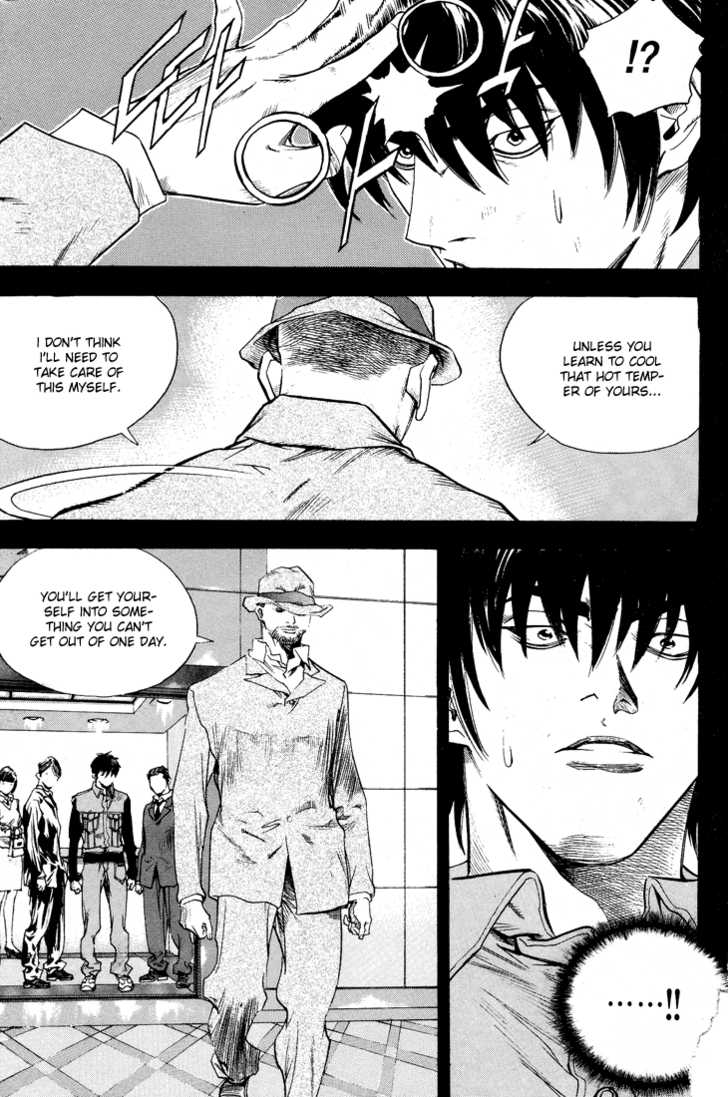 !?
UNLESS YOU
LEARN TO COOL
THAT HOT TEMP-
ER OF YOURS...
I DON'T THINK
I'LL NEED TO
TAKE CARE OF
THIS MYSELF.
……!!
YOU'LL GET YOUR-
SELF INTO SOME-
THING YOU CAN'T
GET OUT OF ONE DAY.